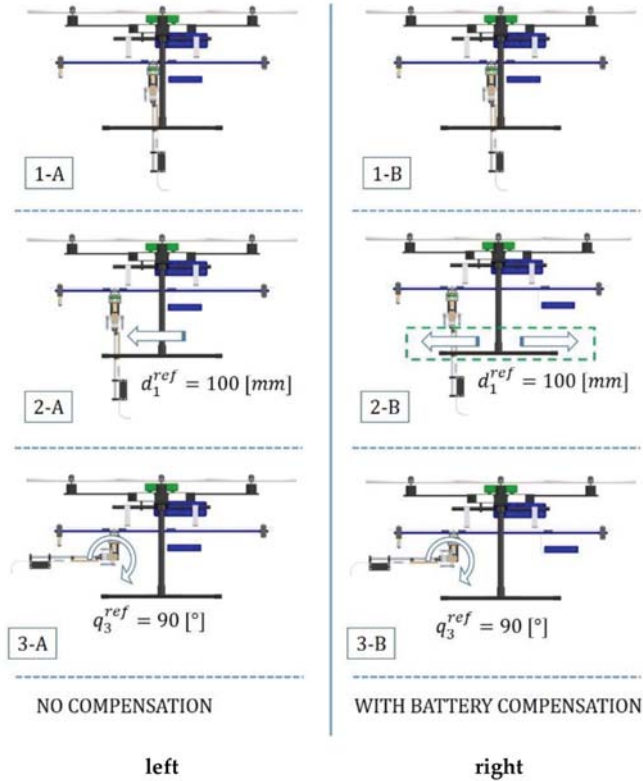 1-A
1-B
2-A
$d_1^{ref} = 100\ [mm]$
2-B
$d_1^{ref} = 100\ [mm]$
3-A
$q_3^{ref} = 90\ [°]$
3-B
$q_3^{ref} = 90\ [°]$
NO COMPENSATION
WITH BATTERY COMPENSATION
left
right